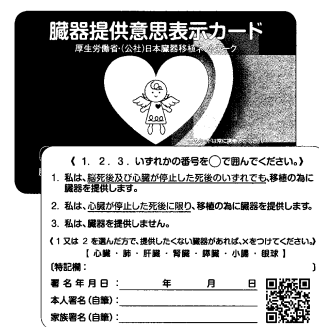 臓器提供意思表示カード
厚生労働省・(公社)日本臓器移植ネットワーク
《 1. 2. 3. いずれかの番号を○で囲んでください。》
1. 私は、脳死後及び心臓が停止した死後のいずれでも、移植の為に
臓器を提供します。
2. 私は、心臓が停止した死後に限り、移植の為に臓器を提供します。
3. 私は、臓器を提供しません。
《 1 又は 2 を選んだ方で、提供したくない臓器があれば、×をつけてください。》
【 心臓 ・ 肺 ・ 肝臓 ・ 腎臓 ・ 膵臓 ・ 小腸 ・ 眼球 】
〔特記欄： 〕
署 名 年 月 日 ： 年 月 日
本人署名(自筆)：
家族署名(自筆)：